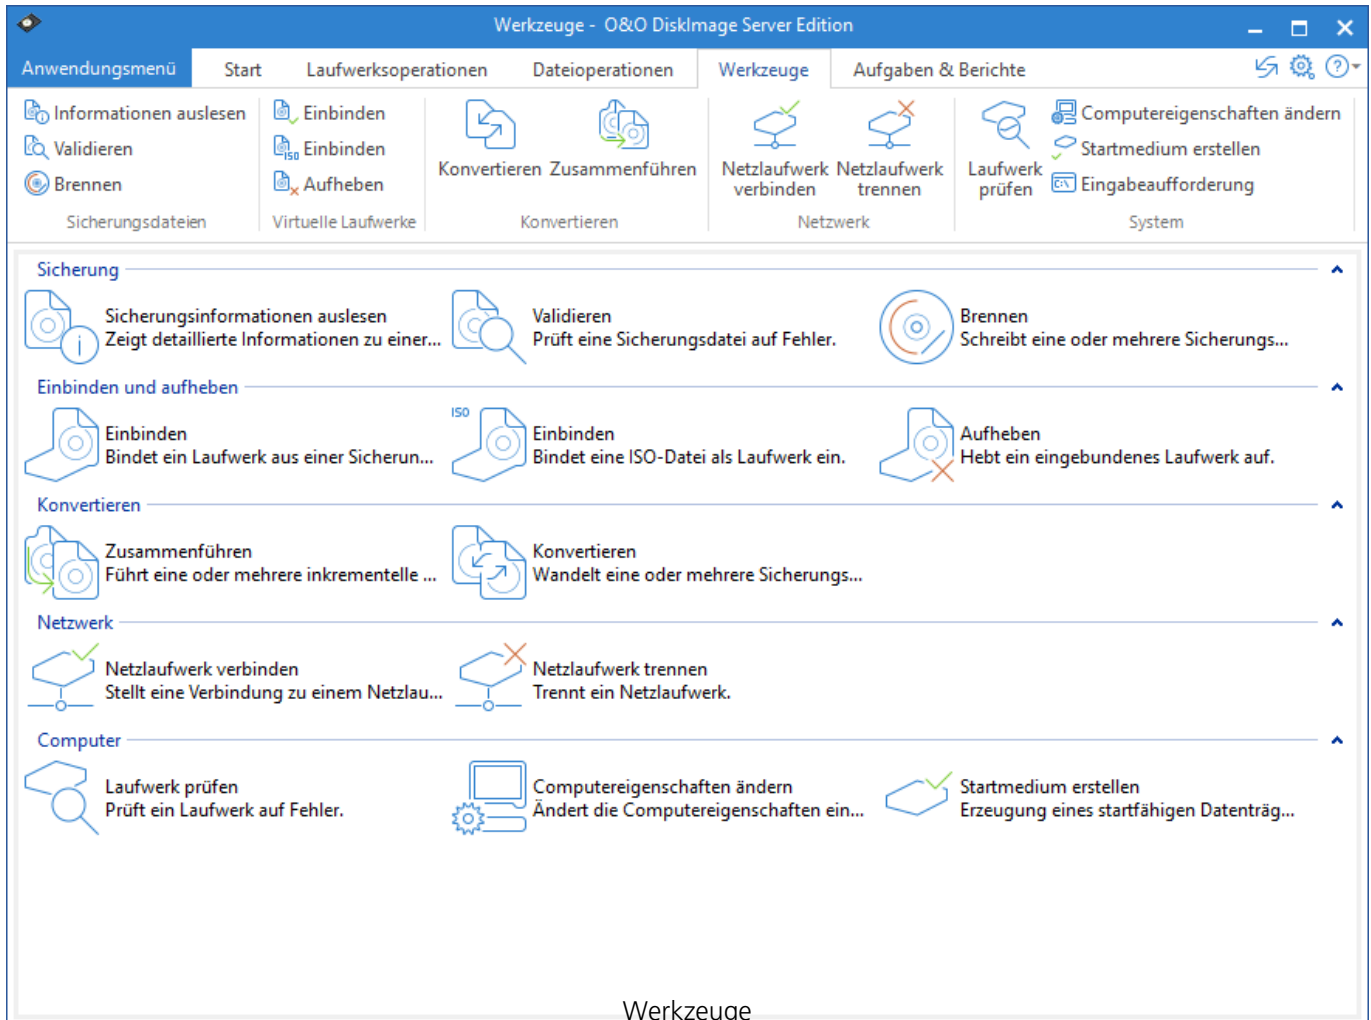 Werkzeuge - O&O DiskImage Server Edition
Anwendungsmenü Start Laufwerksoperationen Dateioperationen Werkzeuge Aufgaben & Berichte
Informationen auslesen
Validieren
Brennen
Sicherungsdateien
Einbinden
ISO Einbinden
Aufheben
Virtuelle Laufwerke
Konvertieren Zusammenführen
Konvertieren
Netzlaufwerk verbinden
Netzlaufwerk trennen
Netzwerk
Laufwerk prüfen
Computereigenschaften ändern
Startmedium erstellen
C:\ Eingabeaufforderung
System
Sicherung
Sicherungsinformationen auslesen
Zeigt detaillierte Informationen zu einer...
Validieren
Prüft eine Sicherungsdatei auf Fehler.
Brennen
Schreibt eine oder mehrere Sicherungs...
Einbinden und aufheben
Einbinden
Bindet ein Laufwerk aus einer Sicherun...
ISO
Einbinden
Bindet eine ISO-Datei als Laufwerk ein.
Aufheben
Hebt ein eingebundenes Laufwerk auf.
Konvertieren
Zusammenführen
Führt eine oder mehrere inkrementelle ...
Konvertieren
Wandelt eine oder mehrere Sicherungs...
Netzwerk
Netzlaufwerk verbinden
Stellt eine Verbindung zu einem Netzlau...
Netzlaufwerk trennen
Trennt ein Netzlaufwerk.
Computer
Laufwerk prüfen
Prüft ein Laufwerk auf Fehler.
Computereigenschaften ändern
Ändert die Computereigenschaften ein...
Startmedium erstellen
Erzeugung eines startfähigen Datenträg...
Werkzeuge